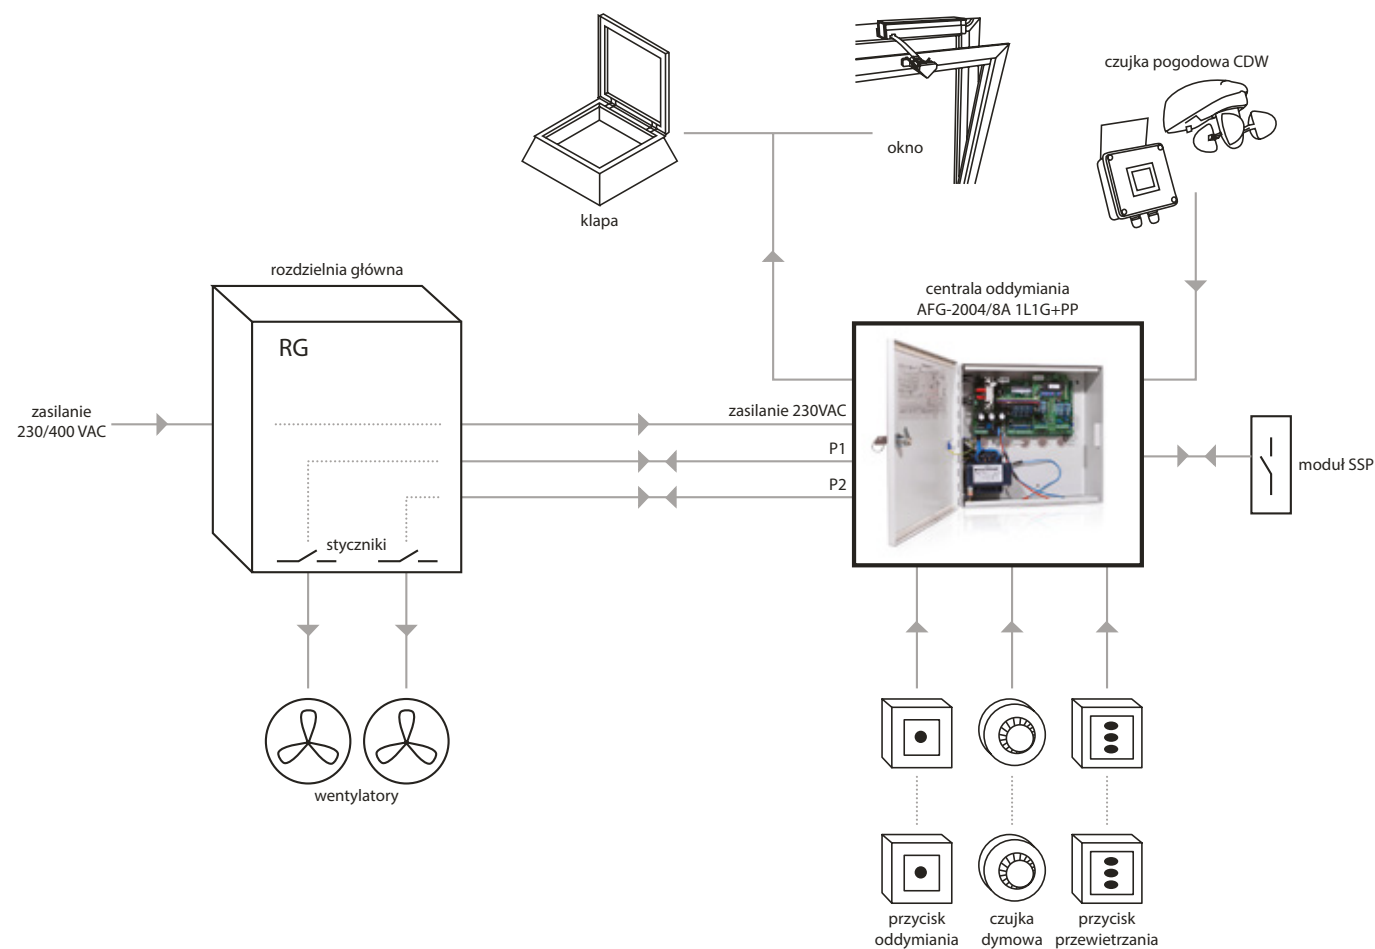 czujka pogodowa CDW
okno
klapa
rozdzielnia główna
centrala oddymiania
AFG-2004/8A 1L1G+PP
RG
zasilanie
230/400 VAC
zasilanie 230VAC
P1
P2
moduł SSP
styczniki
wentylatory
przycisk
oddymiania
czujka
dymowa
przycisk
przewietrzania